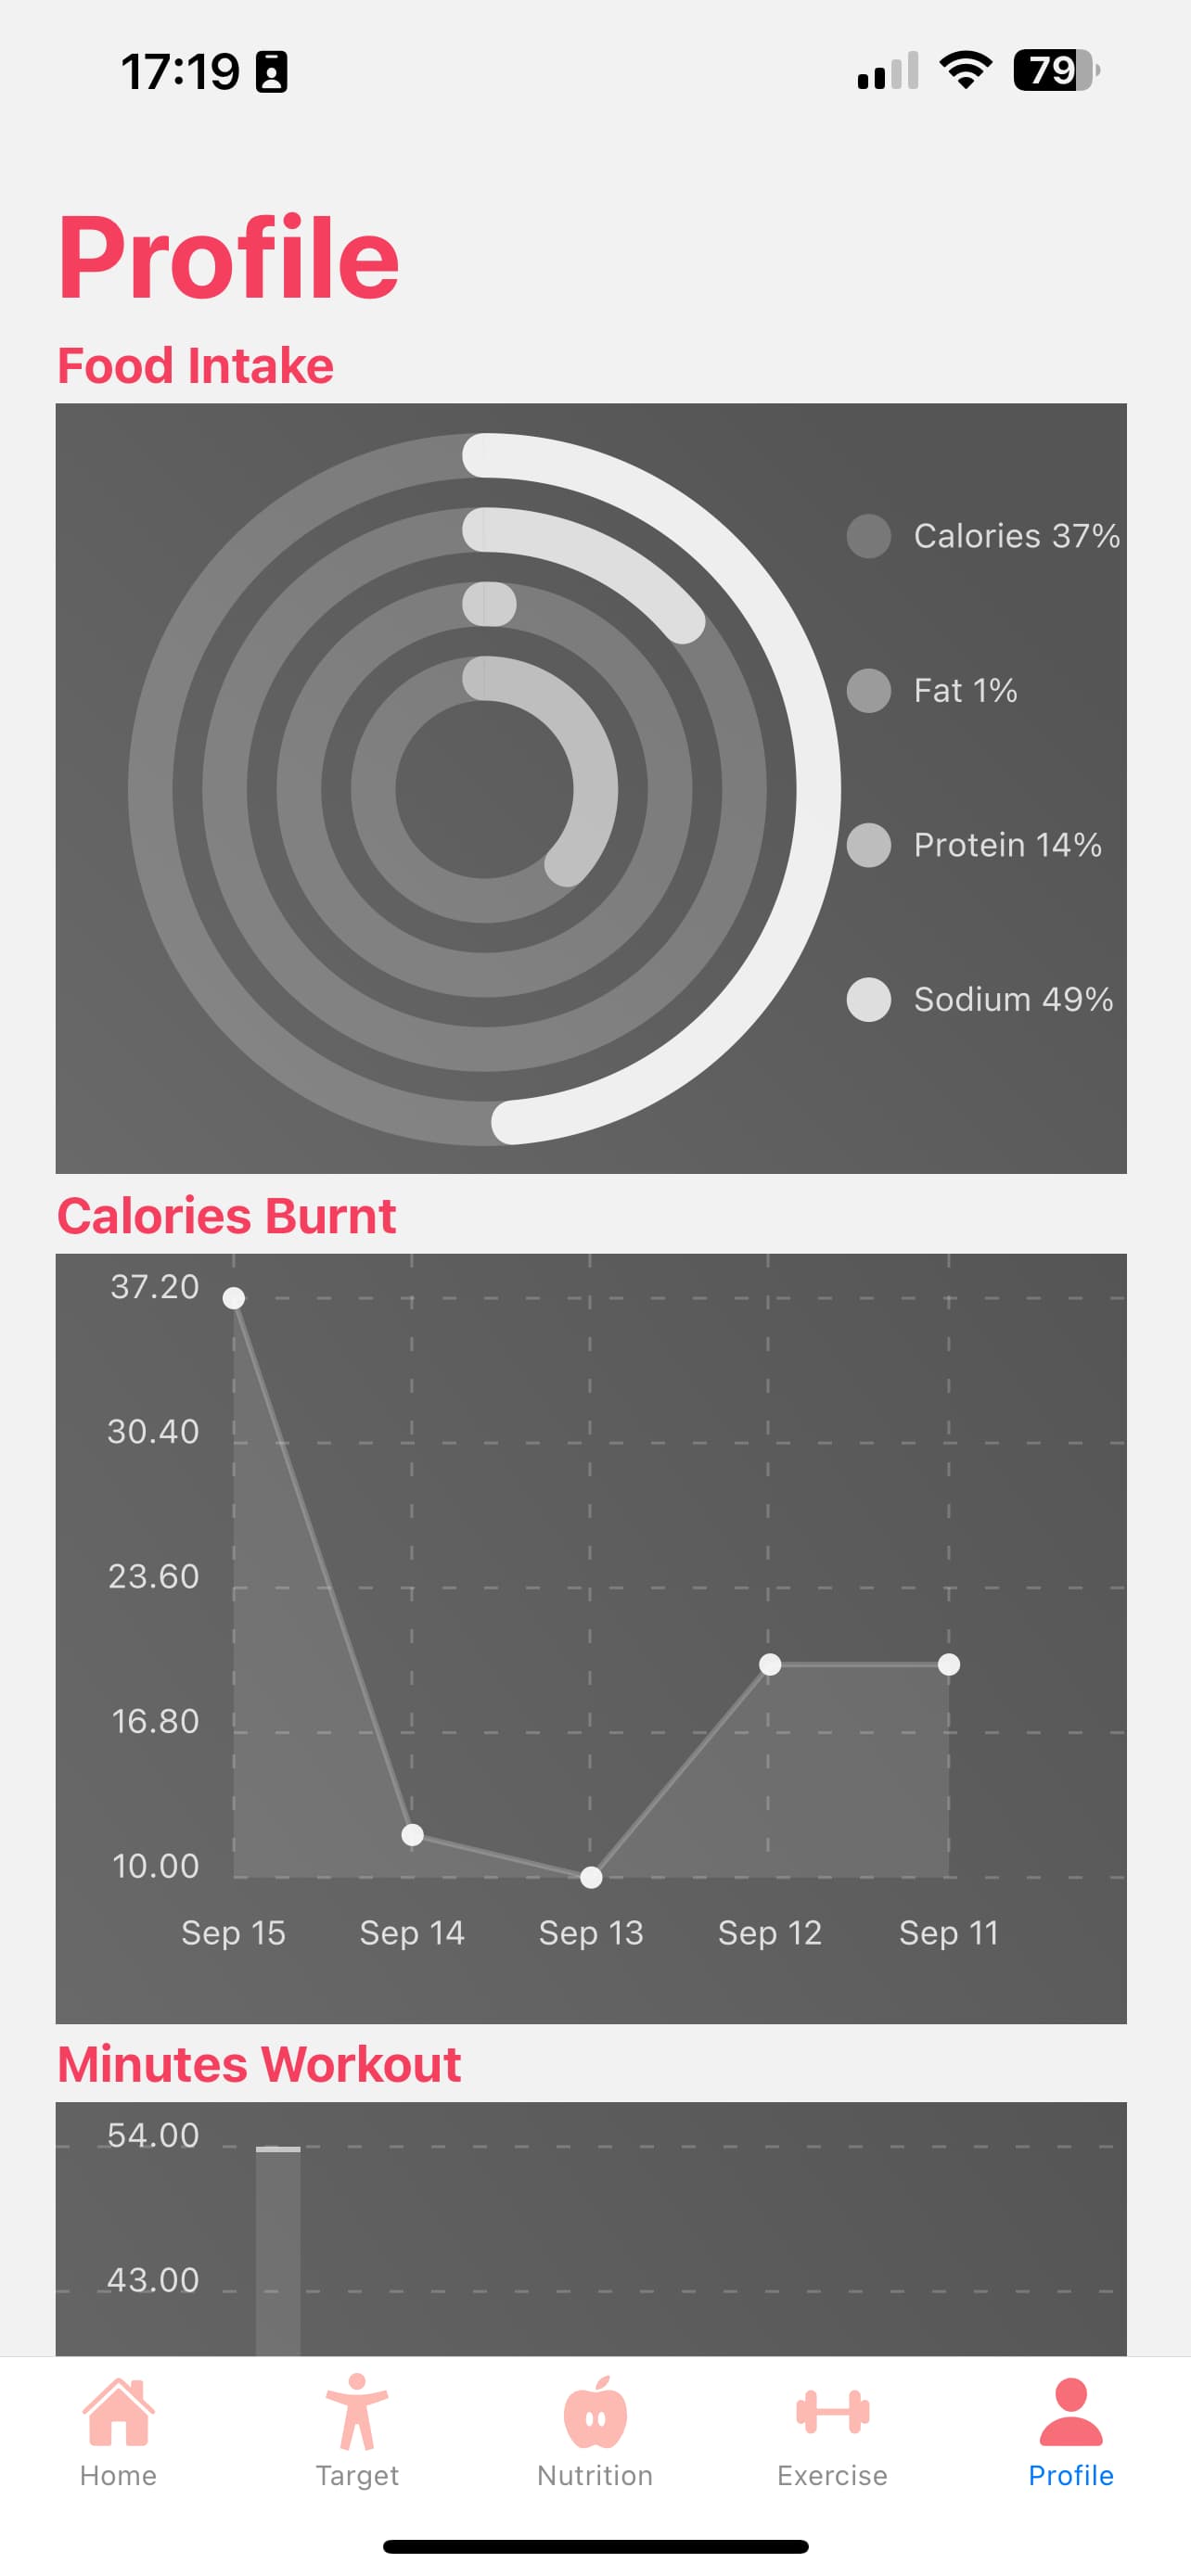 17:19
79
Profile
Food Intake
Calories 37%
Fat 1%
Protein 14%
Sodium 49%
Calories Burnt
37.20
30.40
23.60
16.80
10.00
Sep 15 Sep 14 Sep 13 Sep 12 Sep 11
Minutes Workout
54.00
43.00
Home Target Nutrition Exercise Profile